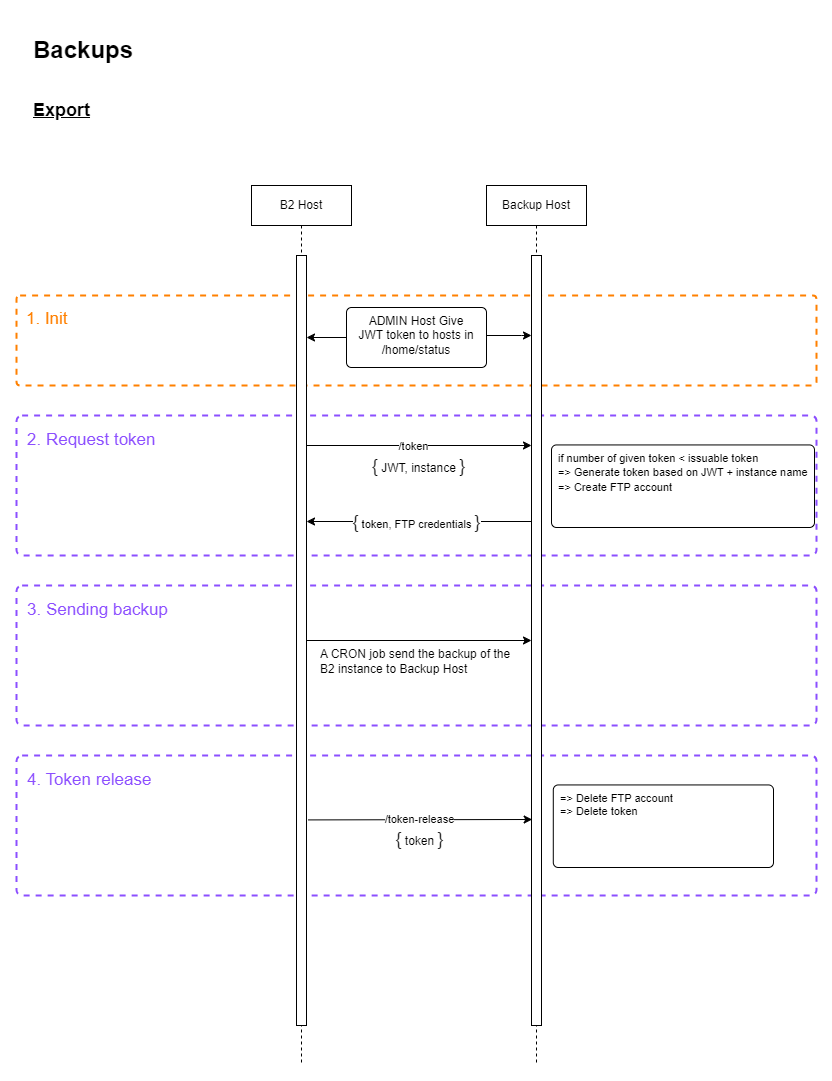 Backups
Export
B2 Host
Backup Host
1. Init
ADMIN Host Give
JWT token to hosts in
/home/status
2. Request token
/token
{ JWT, instance }
if number of given token < issuable token
=> Generate token based on JWT + instance name
=> Create FTP account
{ token, FTP credentials }
3. Sending backup
A CRON job send the backup of the
B2 instance to Backup Host
4. Token release
=> Delete FTP account
=> Delete token
/token-release
{ token }